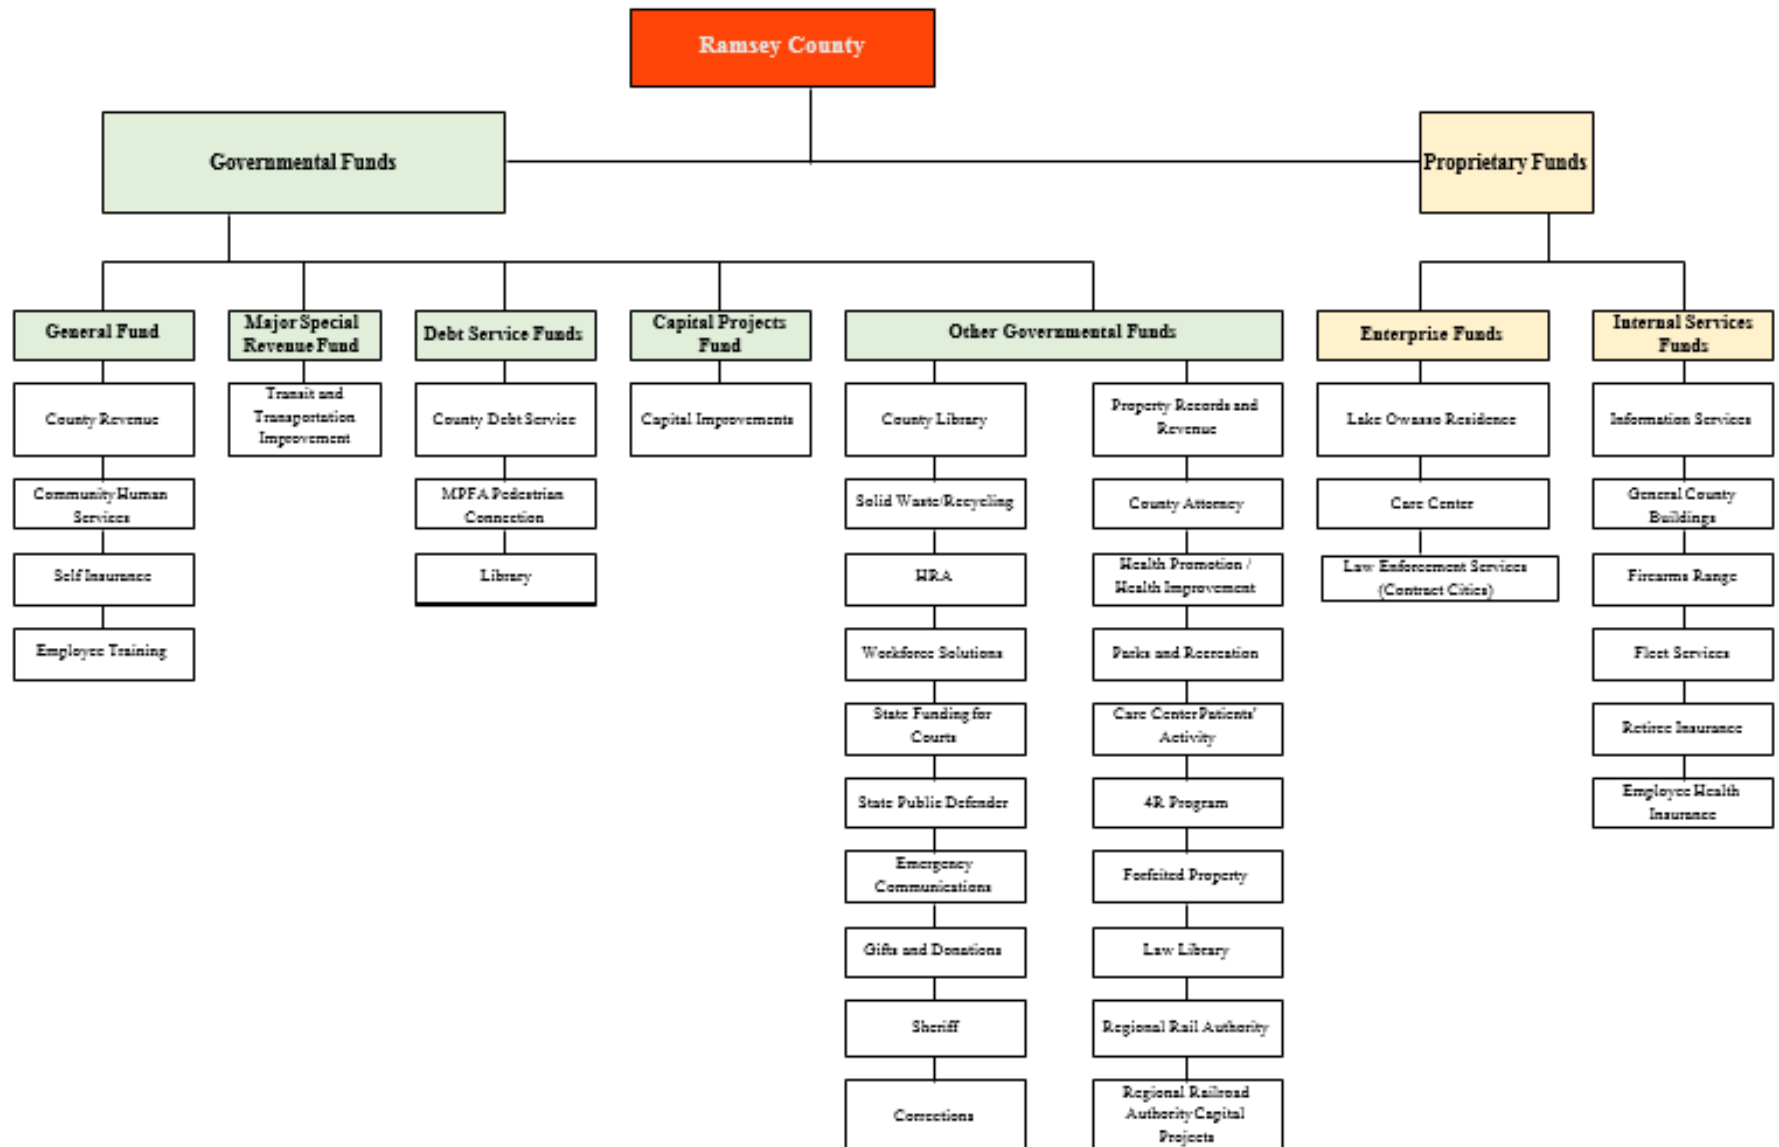 Ramsey County
Governmental Funds
Proprietary Funds
General Fund
Major Special
Revenue Fund
Debt Service Funds
Capital Projects
Fund
Other Governmental Funds
Enterprise Funds
Internal Services
Funds
County Revenue
Transit and
Transportation
Improvement
County Debt Service
Capital Improvements
County Library
Property Records and
Revenue
Lake Owasso Residence
Information Services
Community Human
Services
MPFA Pedestrian
Connection
Solid Waste/Recycling
County Attorney
Care Center
General County
Buildings
Self Insurance
Library
HRA
Health Promotion /
Health Improvement
Law Enforcement Services
(Contract Cities)
Firearms Range
Employee Training
Workforce Solutions
Parks and Recreation
Fleet Services
State Funding for
Courts
Care Center Patients'
Activity
Retiree Insurance
State Public Defender
4R Program
Employee Health
Insurance
Emergency
Communications
Forfeited Property
Gifts and Donations
Law Library
Sheriff
Regional Rail Authority
Corrections
Regional Railroad
Authority Capital
Projects